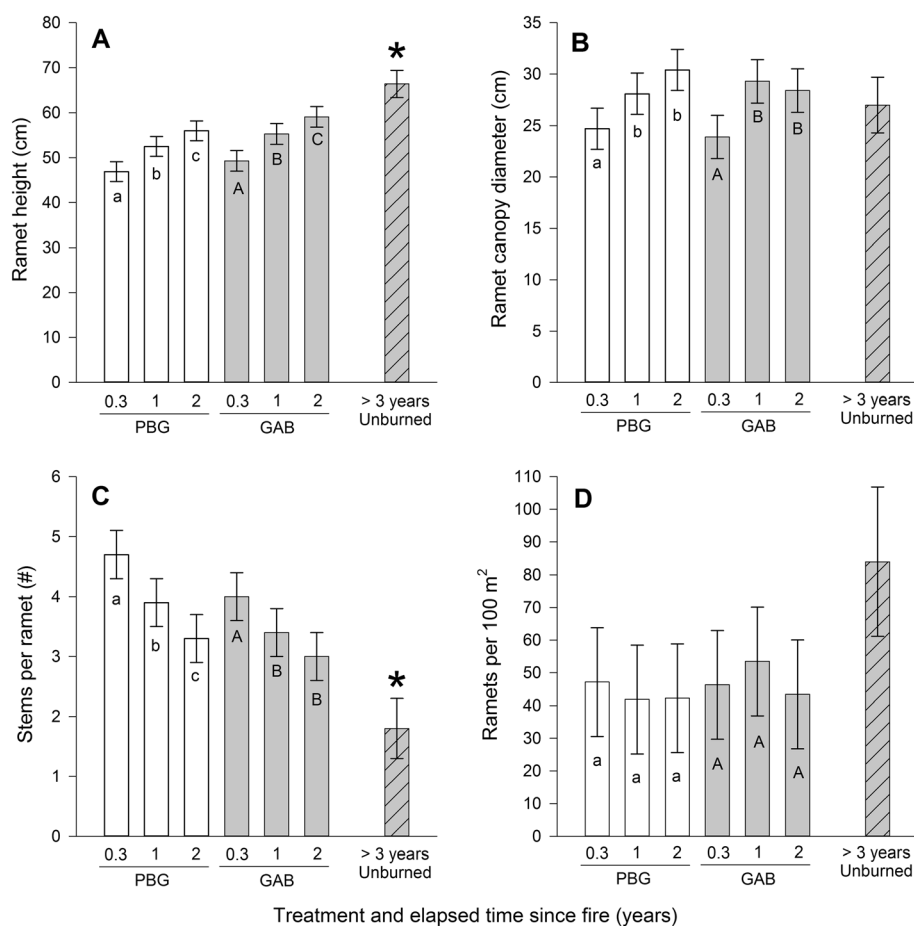 A
Ramet height (cm)
80
70
60
50
40
30
20
10
0
*
a
b
c
A
B
C
0.3 1 2 0.3 1 2 > 3 years
PBG GAB Unburned
B
Ramet canopy diameter (cm)
35
30
25
20
15
10
5
0
a
b
b
A
B
B
0.3 1 2 0.3 1 2 > 3 years
PBG GAB Unburned
C
Stems per ramet (#)
6
5
4
3
2
1
0
a
b
c
A
B
B
*
0.3 1 2 0.3 1 2 > 3 years
PBG GAB Unburned
D
Ramets per 100 m²
110
100
90
80
70
60
50
40
30
20
10
0
a
a
a
A
A
A
0.3 1 2 0.3 1 2 > 3 years
PBG GAB Unburned
Treatment and elapsed time since fire (years)